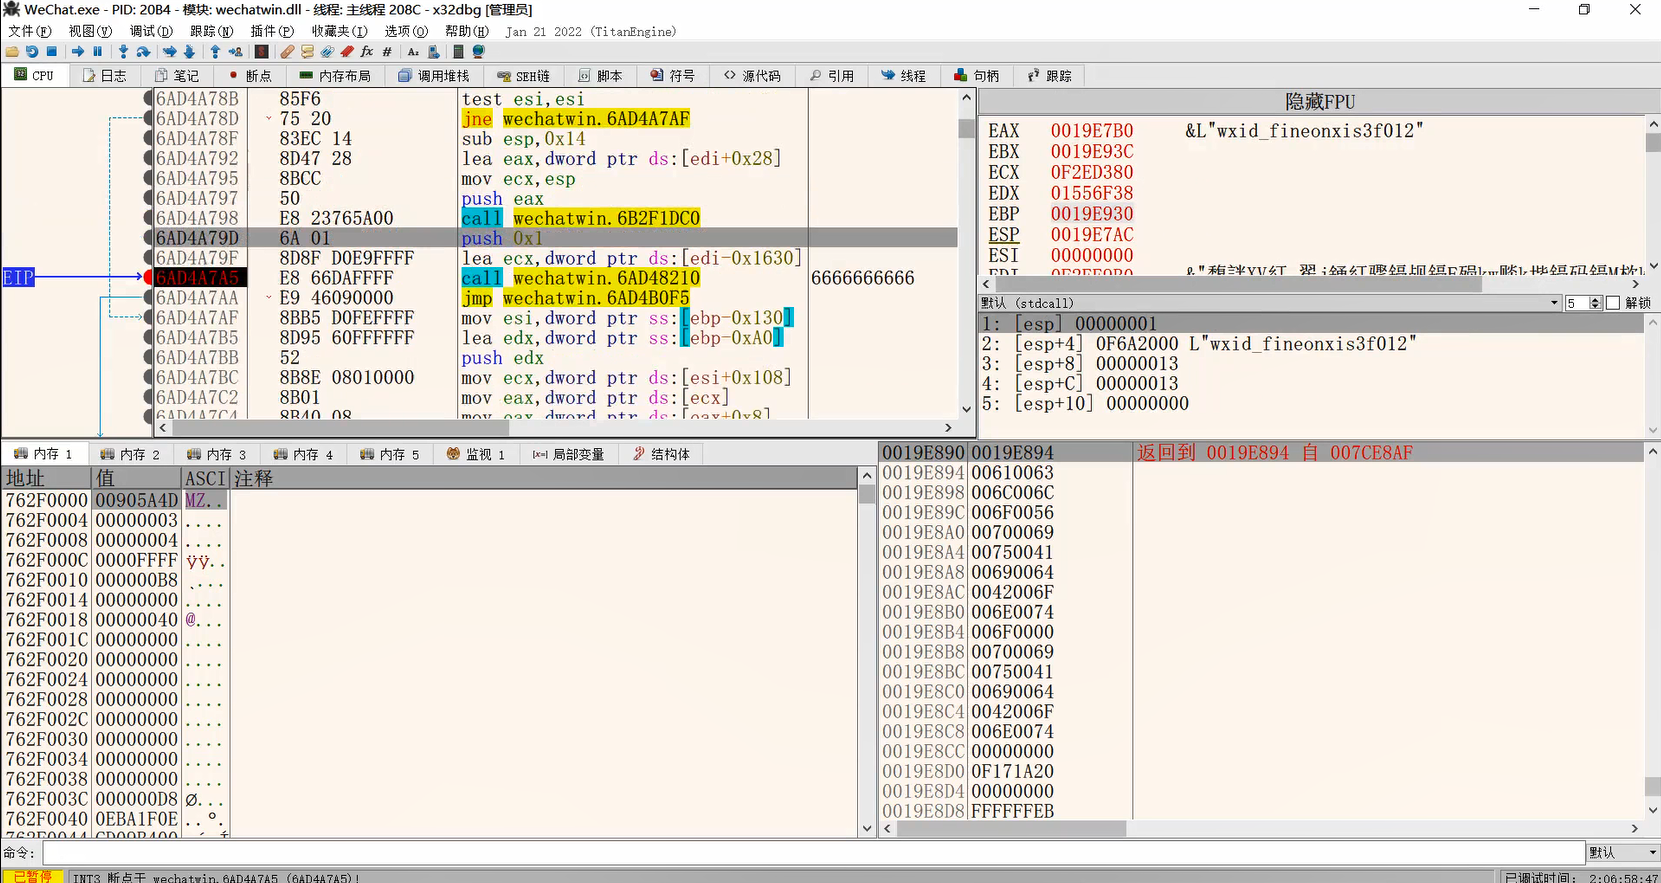 WeChat.exe - PID: 20B4 - 模块: wechatwin.dll - 线程: 主线程 208C - x32dbg [管理员]
文件(F) 视图(V) 调试(D) 跟踪(N) 插件(P) 收藏夹(I) 选项(O) 帮助(H) Jan 21 2022 (TitanEngine)
CPU 日志 笔记 断点 内存布局 调用堆栈 SEH链 脚本 符号 源代码 引用 线程 句柄 跟踪
6AD4A78B 85F6 test esi,esi
6AD4A78D 75 20 jne wechatwin.6AD4A7AF
6AD4A78F 83EC 14 sub esp,0x14
6AD4A792 8D47 28 lea eax,dword ptr ds:[edi+0x28]
6AD4A795 8BCC mov ecx,esp
6AD4A797 50 push eax
6AD4A798 E8 23765A00 call wechatwin.6B2F1DC0
6AD4A79D 6A 01 push 0x1
6AD4A79F 8D8F D0E9FFFF lea ecx,dword ptr ds:[edi-0x1630]
EIP 6AD4A7A5 E8 66DAFFFF call wechatwin.6AD48210 6666666666
6AD4A7AA E9 46090000 jmp wechatwin.6AD4B0F5
6AD4A7AF 8BB5 D0FEFFFF mov esi,dword ptr ss:[ebp-0x130]
6AD4A7B5 8D95 60FFFFFF lea edx,dword ptr ss:[ebp-0xA0]
6AD4A7BB 52 push edx
6AD4A7BC 8B8E 08010000 mov ecx,dword ptr ds:[esi+0x108]
6AD4A7C2 8B01 mov eax,dword ptr ds:[ecx]
6AD4A7C4 8B40 08 mov eax,dword ptr ds:[eax+0x8]
隐藏FPU
EAX 0019E7B0 &L"wxid_fineonxis3f012"
EBX 0019E93C
ECX 0F2ED380
EDX 01556F38
EBP 0019E930
ESP 0019E7AC
ESI 00000000
默认 (stdcall) 5 解锁
1: [esp] 00000001
2: [esp+4] 0F6A2000 L"wxid_fineonxis3f012"
3: [esp+8] 00000013
4: [esp+C] 00000013
5: [esp+10] 00000000
内存 1 内存 2 内存 3 内存 4 内存 5 监视 1 [x=] 局部变量 结构体
地址 值 ASCI 注释
762F0000 00905A4D MZ..
762F0004 00000003 ....
762F0008 00000004 ....
762F000C 0000FFFF ÿÿ..
762F0010 000000B8 ¸...
762F0014 00000000 ....
762F0018 00000040 @...
762F001C 00000000 ....
762F0020 00000000 ....
762F0024 00000000 ....
762F0028 00000000 ....
762F002C 00000000 ....
762F0030 00000000 ....
762F0034 00000000 ....
762F0038 00000000 ....
762F003C 000000D8 Ø...
762F0040 0EBA1F0E ..º.
0019E890 0019E894 返回到 0019E894 自 007CE8AF
0019E894 00610063
0019E898 006C006C
0019E89C 006F0056
0019E8A0 00700069
0019E8A4 00750041
0019E8A8 00690064
0019E8AC 0042006F
0019E8B0 006E0074
0019E8B4 006F0000
0019E8B8 00700069
0019E8BC 00750041
0019E8C0 00690064
0019E8C4 0042006F
0019E8C8 006E0074
0019E8CC 00000000
0019E8D0 0F171A20
0019E8D4 00000000
0019E8D8 FFFFFFEB
命令: 默认
已暂停 INT3 断点于 wechatwin.6AD4A7A5 (6AD4A7A5)! 已调试时间: 2:06:58:47